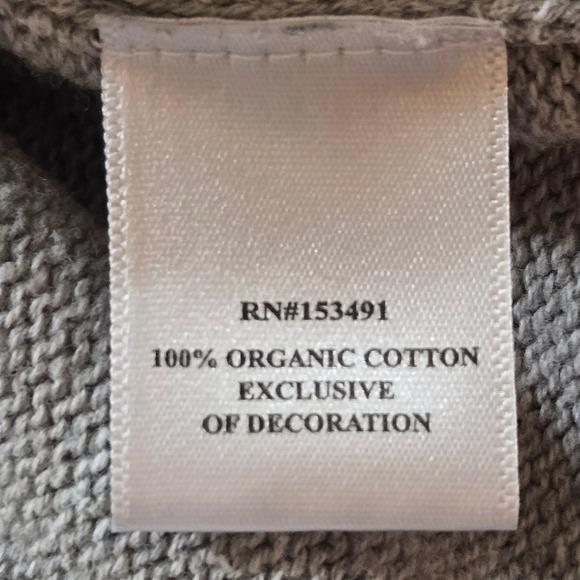 RN#153491
100% ORGANIC COTTON
EXCLUSIVE
OF DECORATION